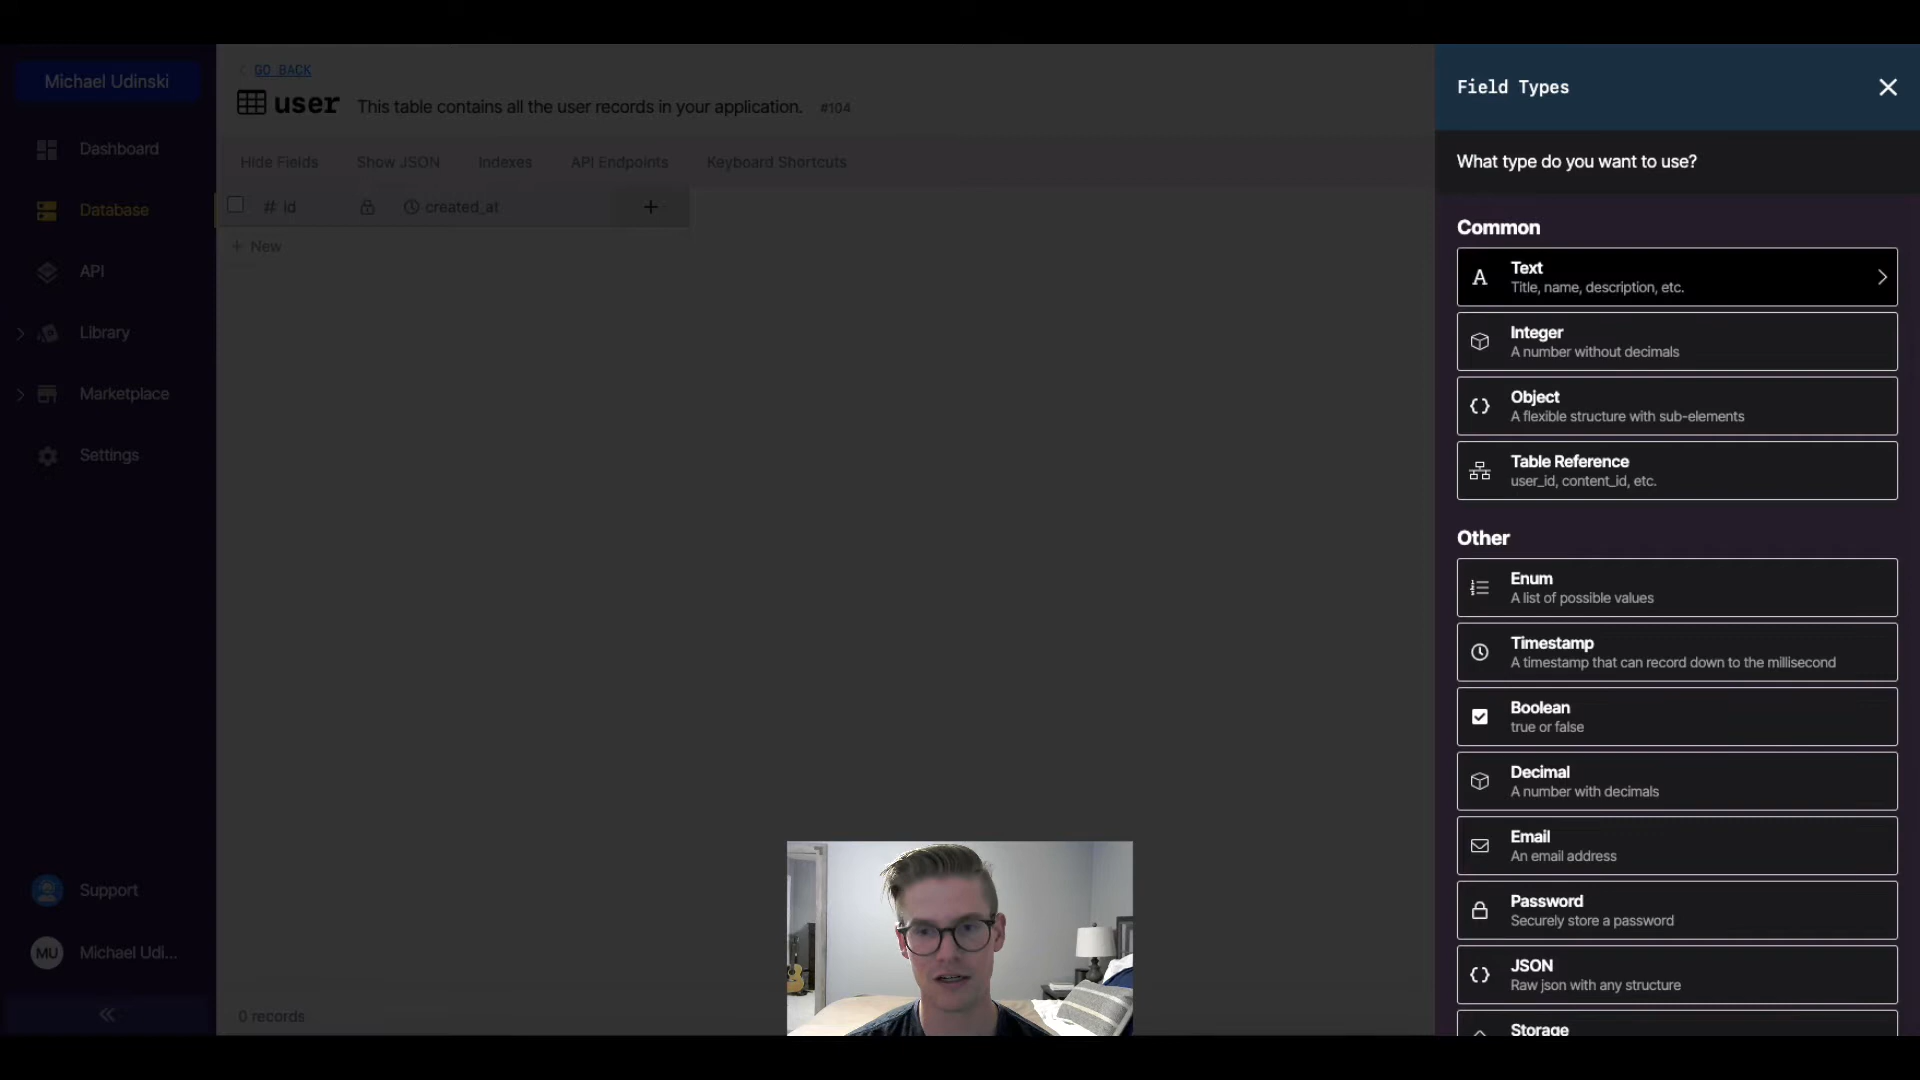 Michael Udinski
Dashboard
Database
API
Library
Marketplace
Settings
Support
MU Michael Udi...
GO BACK
user This table contains all the user records in your application. #104
Hide Fields Show JSON Indexes API Endpoints Keyboard Shortcuts
# id created_at +
+ New
0 records
Field Types
What type do you want to use?
Common
Text
Title, name, description, etc.
Integer
A number without decimals
Object
A flexible structure with sub-elements
Table Reference
user_id, content_id, etc.
Other
Enum
A list of possible values
Timestamp
A timestamp that can record down to the millisecond
Boolean
true or false
Decimal
A number with decimals
Email
An email address
Password
Securely store a password
JSON
Raw json with any structure
Storage